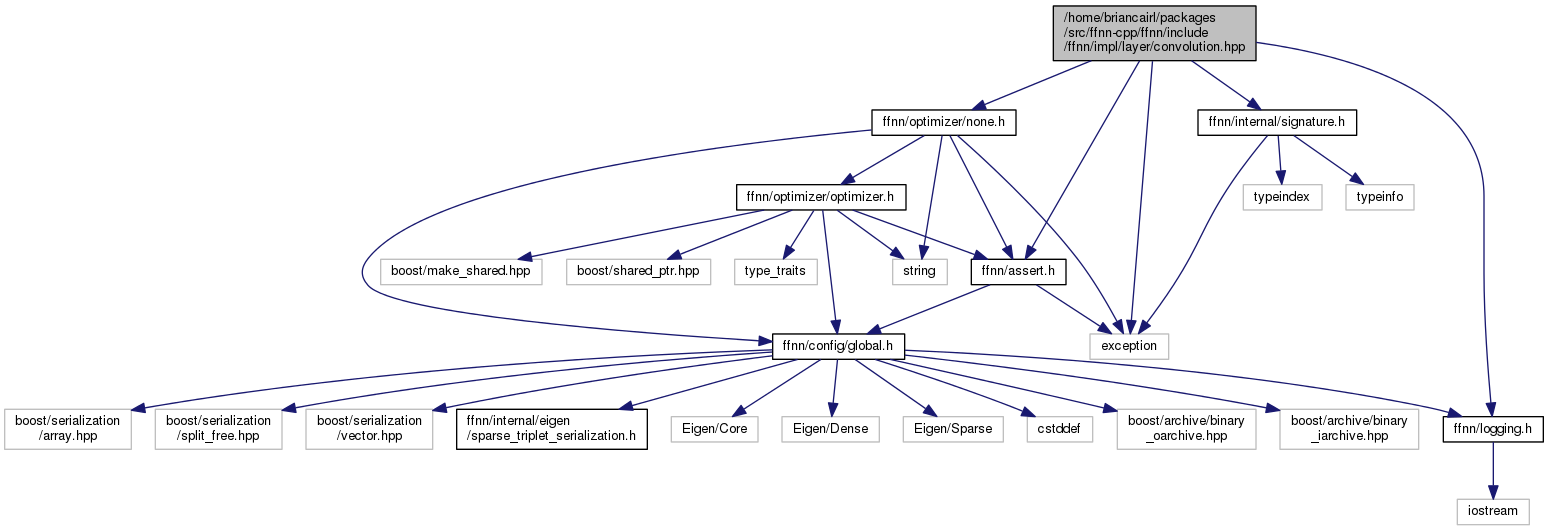 /home/briancairl/packages
/src/ffnn-cpp/ffnn/include
/ffnn/impl/layer/convolution.hpp
ffnn/optimizer/none.h
ffnn/internal/signature.h
ffnn/optimizer/optimizer.h
typeindex
typeinfo
boost/make_shared.hpp
boost/shared_ptr.hpp
type_traits
string
ffnn/assert.h
ffnn/config/global.h
exception
boost/serialization
/array.hpp
boost/serialization
/split_free.hpp
boost/serialization
/vector.hpp
ffnn/internal/eigen
/sparse_triplet_serialization.h
Eigen/Core
Eigen/Dense
Eigen/Sparse
cstddef
boost/archive/binary
_oarchive.hpp
boost/archive/binary
_iarchive.hpp
ffnn/logging.h
iostream